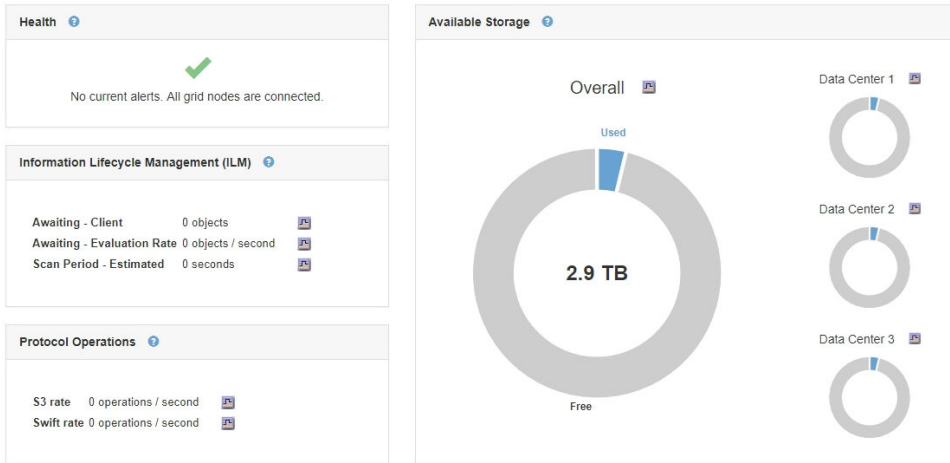 Health
No current alerts. All grid nodes are connected.
Information Lifecycle Management (ILM)
Awaiting - Client 0 objects
Awaiting - Evaluation Rate 0 objects / second
Scan Period - Estimated 0 seconds
Protocol Operations
S3 rate 0 operations / second
Swift rate 0 operations / second
Available Storage
Overall
Used
2.9 TB
Free
Data Center 1
Data Center 2
Data Center 3